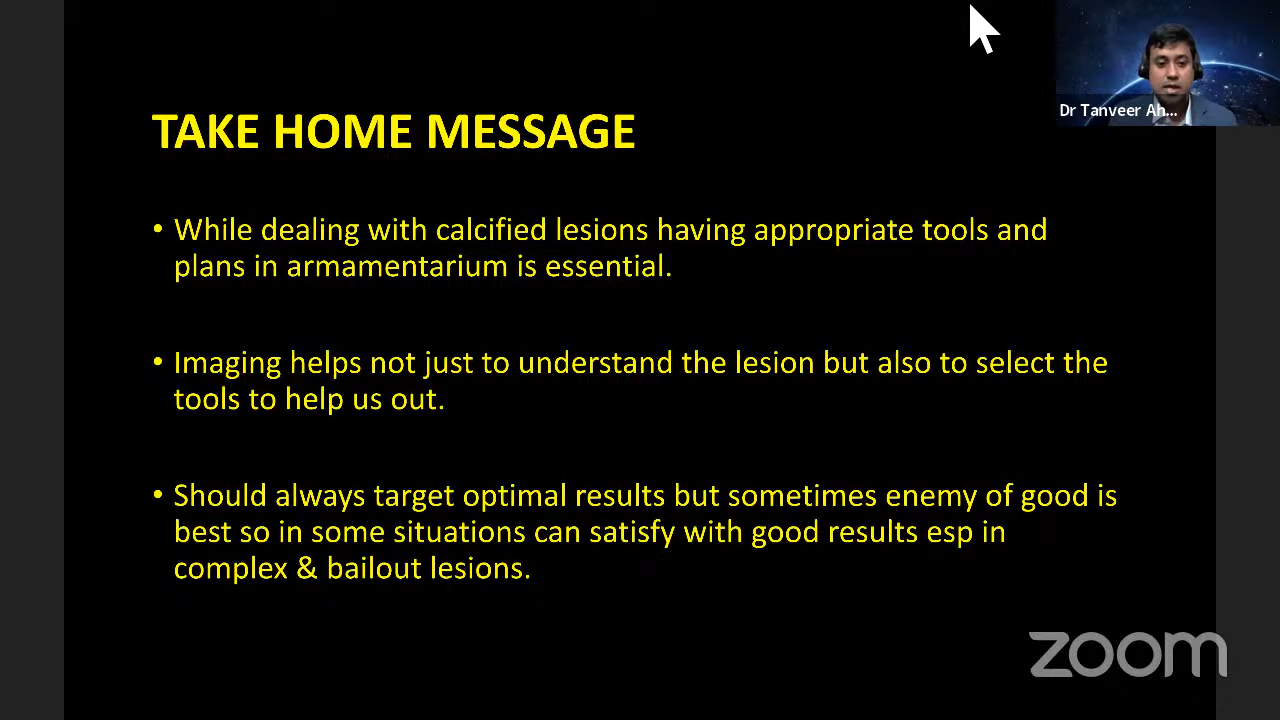 Dr Tanveer Ah...
TAKE HOME MESSAGE
• While dealing with calcified lesions having appropriate tools and
plans in armamentarium is essential.
• Imaging helps not just to understand the lesion but also to select the
tools to help us out.
• Should always target optimal results but sometimes enemy of good is
best so in some situations can satisfy with good results esp in
complex & bailout lesions.
zoom